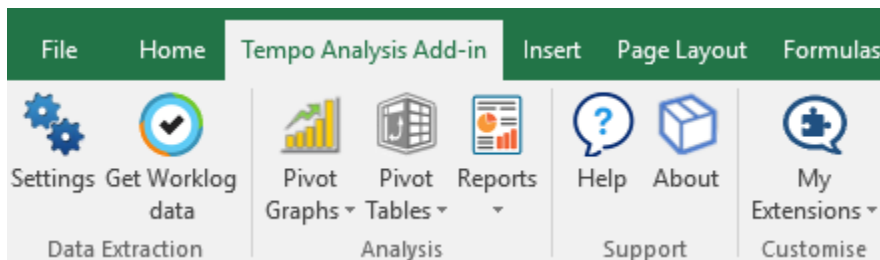 File Home Tempo Analysis Add-in Insert Page Layout Formulas
Settings Get Worklog Pivot Pivot Reports Help About My
data Graphs Tables Extensions
Data Extraction Analysis Support Customise